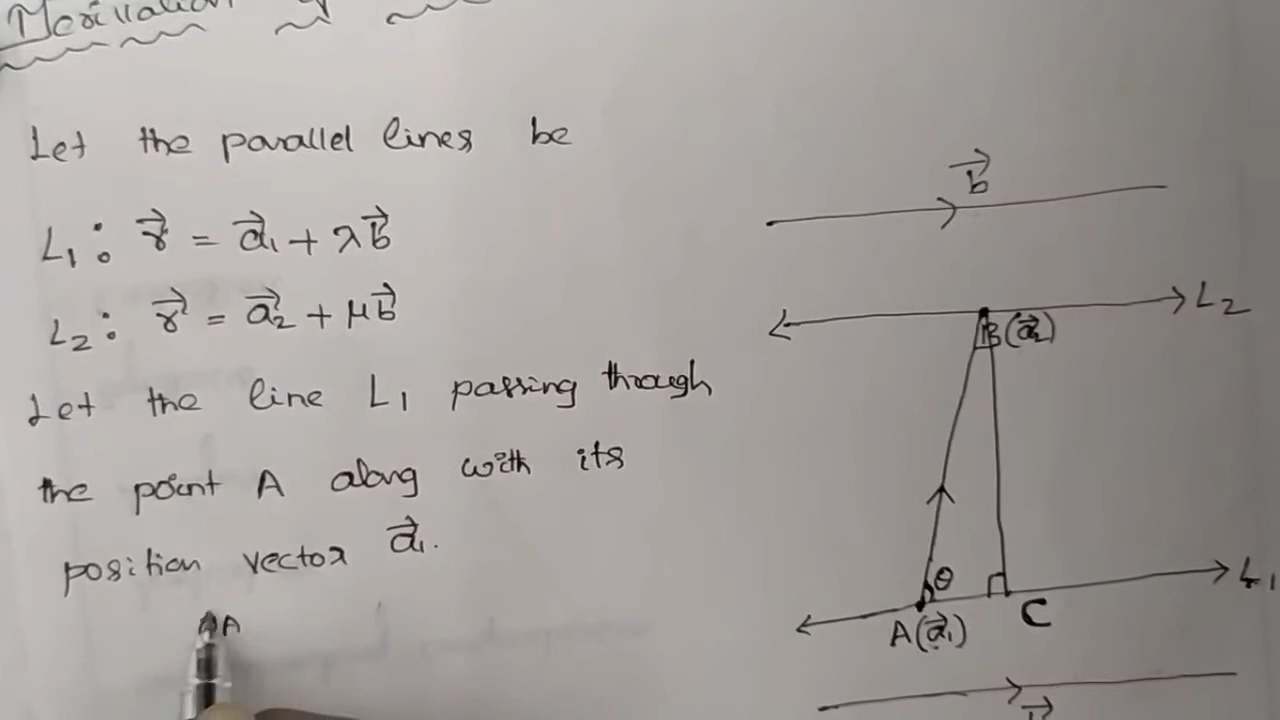 Derivation
Let the parallel lines be
L₁ : r⃗ = a⃗₁ + λb⃗
L₂ : r⃗ = a⃗₂ + μb⃗
Let the line L₁ passing through
the point A along with its
position vector a⃗₁.
A
b⃗
L₂
B(a⃗₂)
θ
L₁
A(a⃗₁)
C